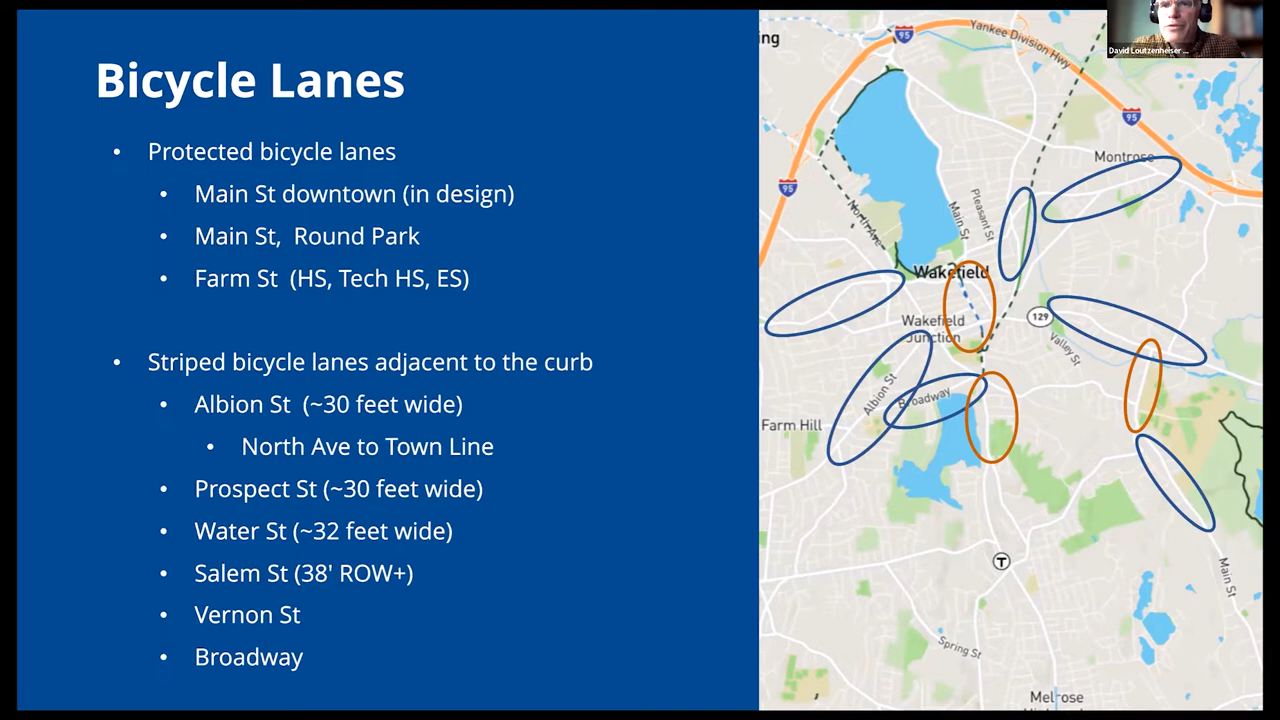 Bicycle Lanes
• Protected bicycle lanes
• Main St downtown (in design)
• Main St, Round Park
• Farm St (HS, Tech HS, ES)
• Striped bicycle lanes adjacent to the curb
• Albion St (~30 feet wide)
• North Ave to Town Line
• Prospect St (~30 feet wide)
• Water St (~32 feet wide)
• Salem St (38' ROW+)
• Vernon St
• Broadway
David Loutzenheiser ...
ing
95
Yankee Division Hwy
95
Montrose
95
North Ave
Main St
Pleasant St
Wakefield
129
Wakefield
Junction
Valley St
Albion St
Broadway
Farm Hill
T
Main St
Spring St
Melrose